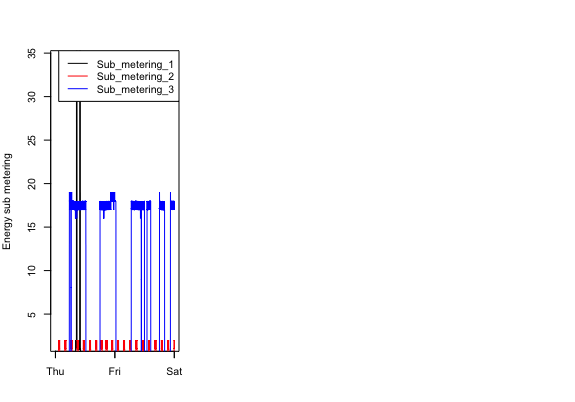 35
30
25
20
15
10
5
Energy sub metering
Sub_metering_1
Sub_metering_2
Sub_metering_3
Thu Fri Sat